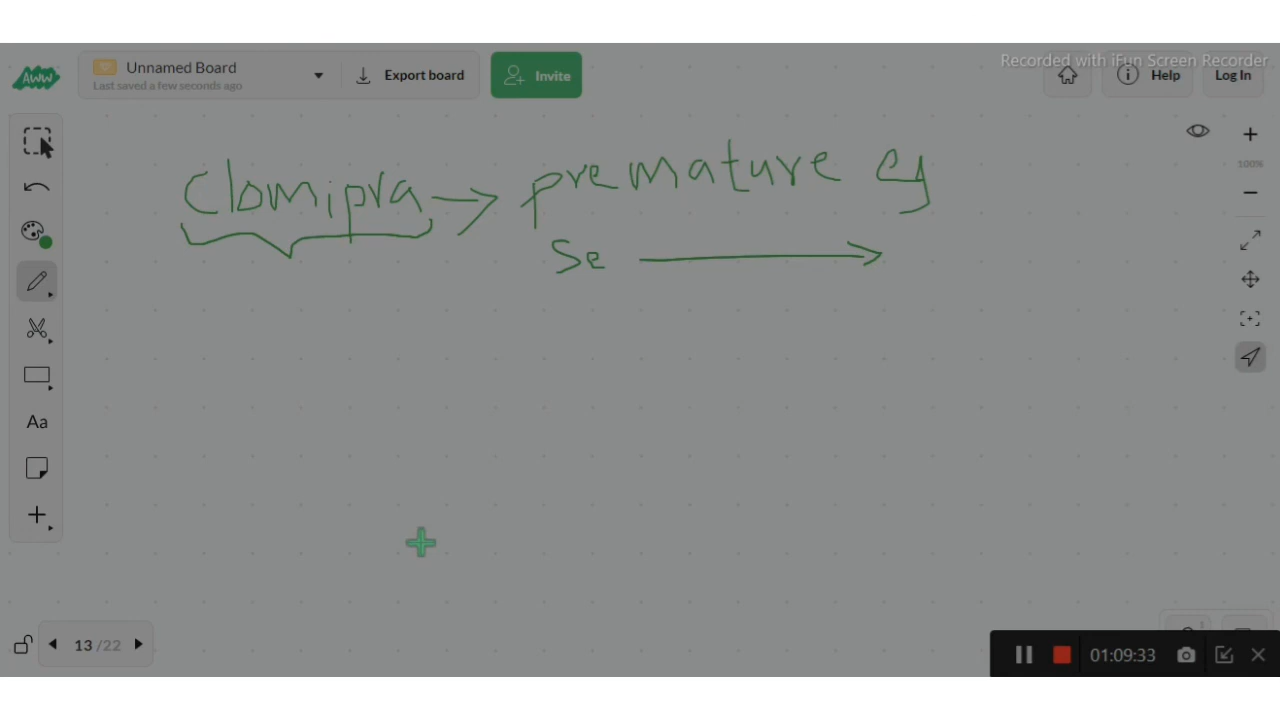 Recorded with iFun Screen Recorder
AWW Unnamed Board Export board Invite Help Log In
Last saved a few seconds ago
100%
Clomipra → premature ej
Se →
Aa
13 /22
01:09:33